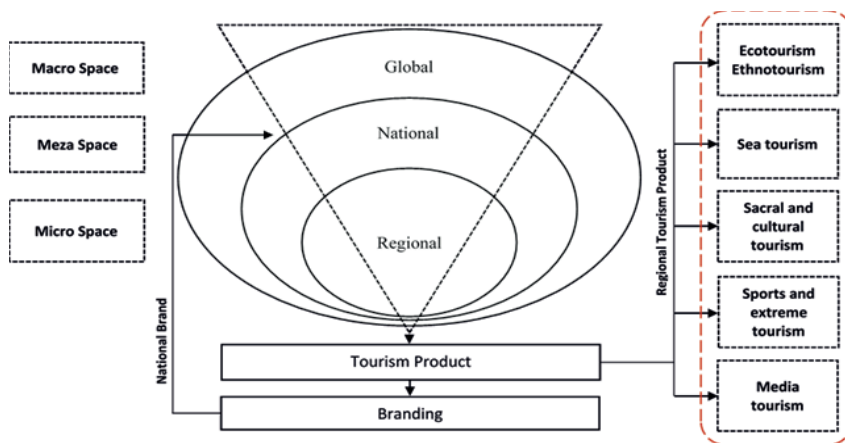 Macro Space
Meza Space
Micro Space
National Brand
Global
National
Regional
Tourism Product
Branding
Regional Tourism Product
Ecotourism
Ethnotourism
Sea tourism
Sacral and
cultural
tourism
Sports and
extreme
tourism
Media
tourism